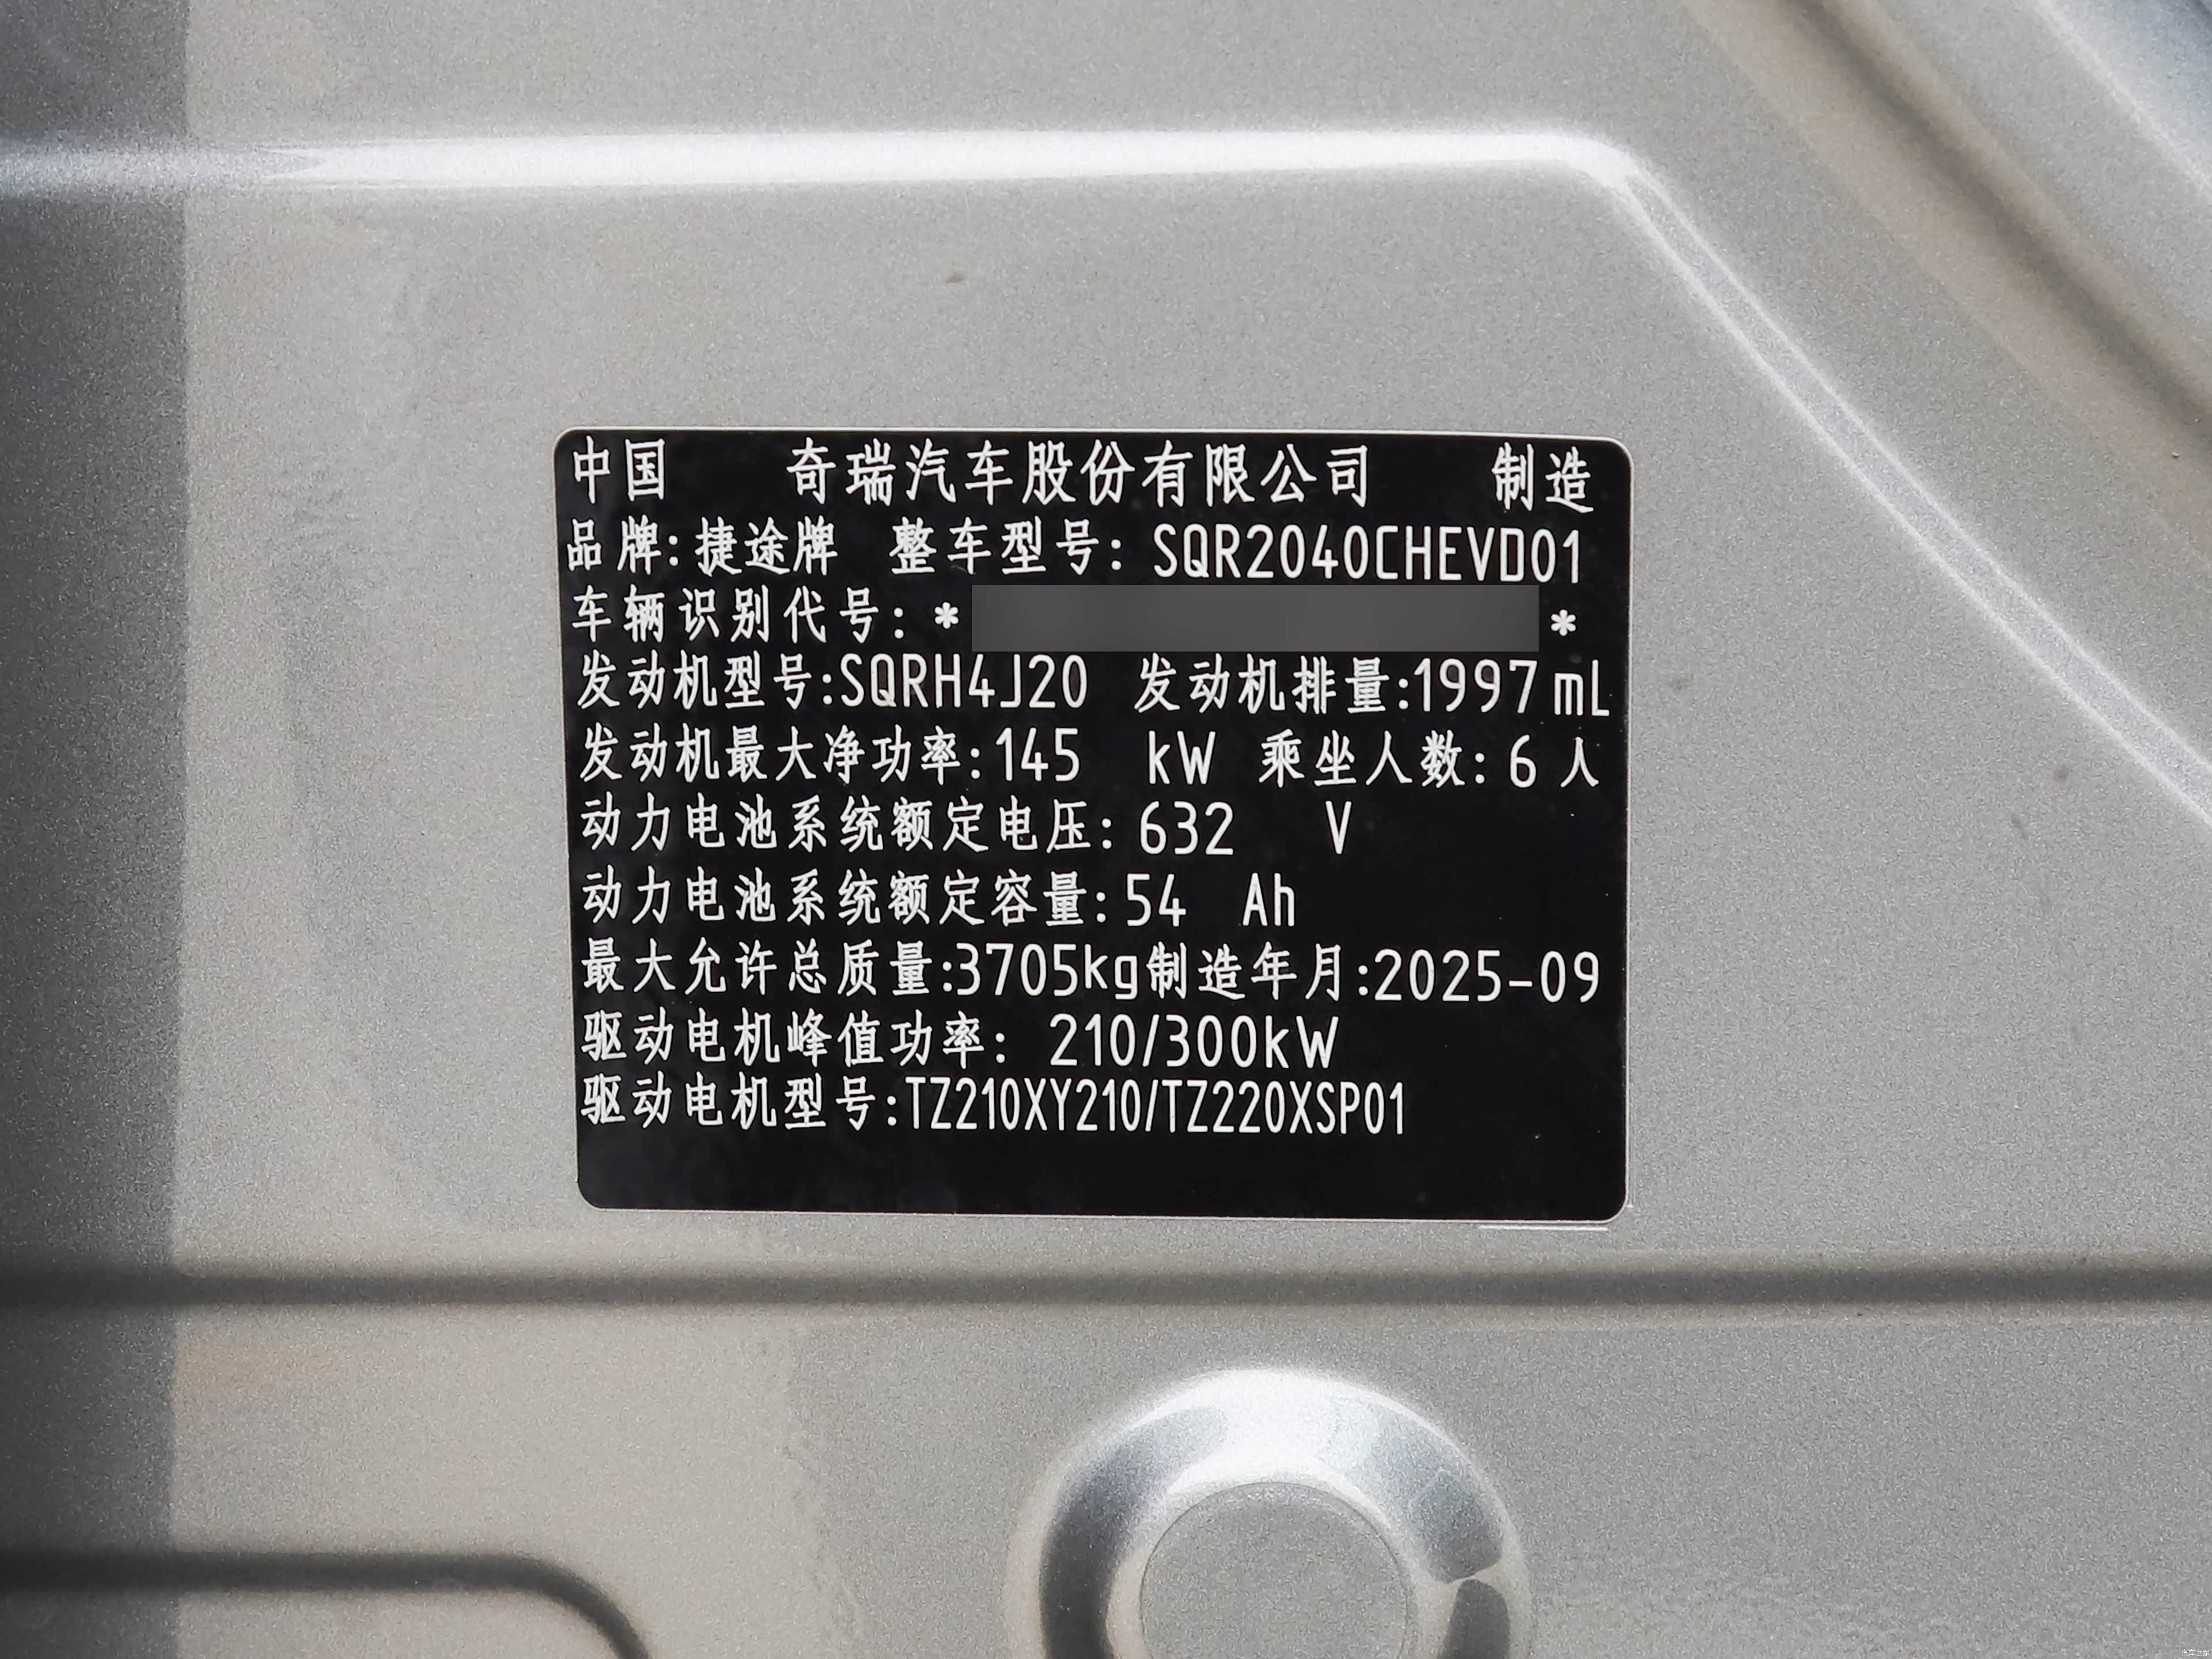 中国 奇瑞汽车股份有限公司 制造
品牌:捷途牌 整车型号: SQR2040CHEVD01
车辆识别代号: * *
发动机型号:SQRH4J20 发动机排量:1997 mL
发动机最大净功率:145 kW 乘坐人数: 6 人
动力电池系统额定电压: 632 V
动力电池系统额定容量:54 Ah
最大允许总质量:3705kg制造年月:2025-09
驱动电机峰值功率: 210/300kW
驱动电机型号:TZ210XY210/TZ220XSP01
汽车之家